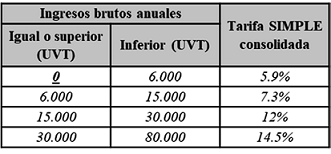 Ingresos brutos anuales
Tarifa SIMPLE
consolidada
Igual o superior
(UVT)
Inferior (UVT)
0 6.000 5.9%
6.000 15.000 7.3%
15.000 30.000 12%
30.000 80.000 14.5%